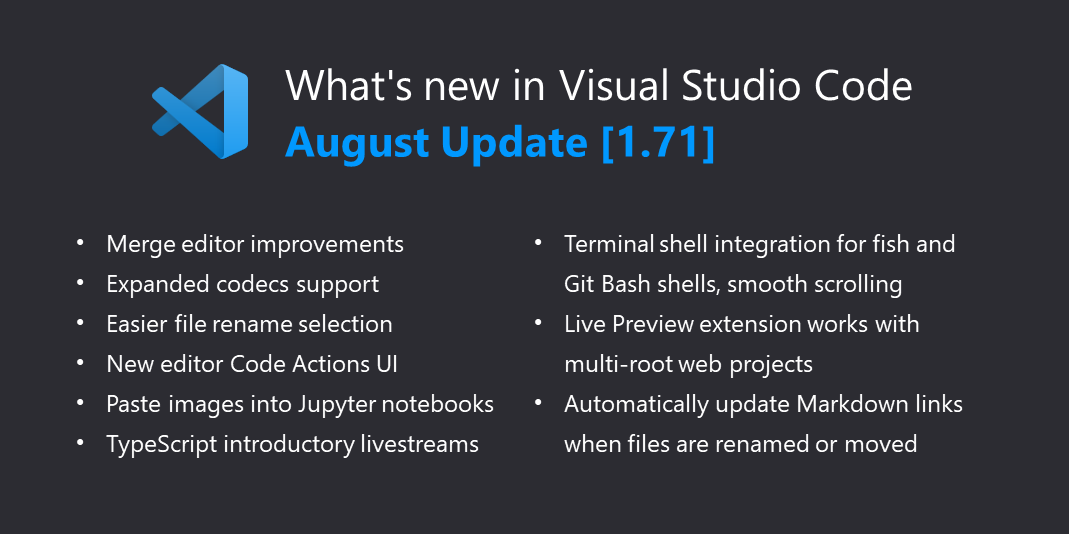 What's new in Visual Studio Code
August Update [1.71]
• Merge editor improvements
• Expanded codecs support
• Easier file rename selection
• New editor Code Actions UI
• Paste images into Jupyter notebooks
• TypeScript introductory livestreams
• Terminal shell integration for fish and
Git Bash shells, smooth scrolling
• Live Preview extension works with
multi-root web projects
• Automatically update Markdown links
when files are renamed or moved